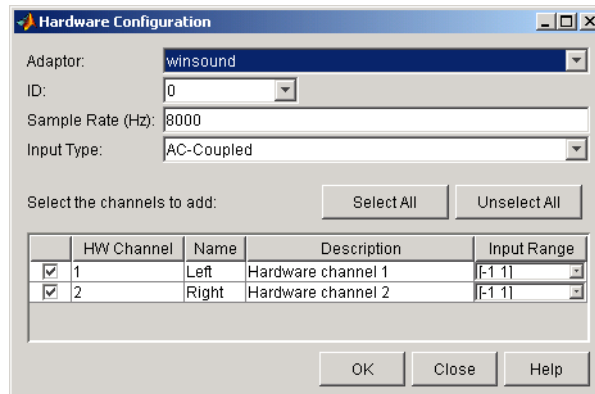 Hardware Configuration
Adaptor: winsound
ID: 0
Sample Rate (Hz): 8000
Input Type: AC-Coupled
Select the channels to add: Select All Unselect All
HW Channel Name Description Input Range
1 Left Hardware channel 1 [-1 1]
2 Right Hardware channel 2 [-1 1]
OK Close Help